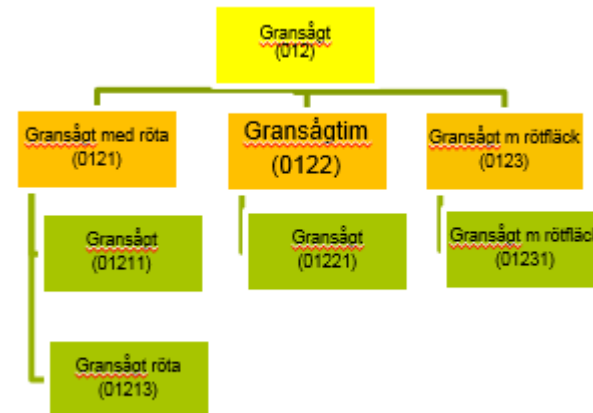 Gransågt
(012)
Gransågt med röta
(0121)
Gransågtim
(0122)
Gransågt m rötfläck
(0123)
Gransågt
(01211)
Gransågt
(01221)
Gransågt m rötfläck
(01231)
Gransågt röta
(01213)